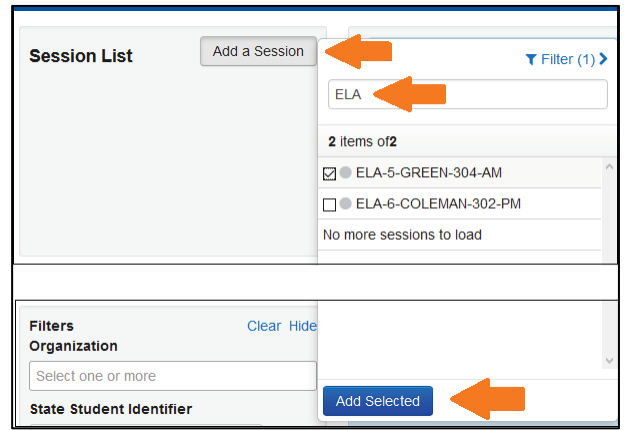 Session List
Add a Session
Filter (1)
ELA
2 items of2
ELA-5-GREEN-304-AM
ELA-6-COLEMAN-302-PM
No more sessions to load
Filters
Clear Hide
Organization
Select one or more
State Student Identifier
Add Selected